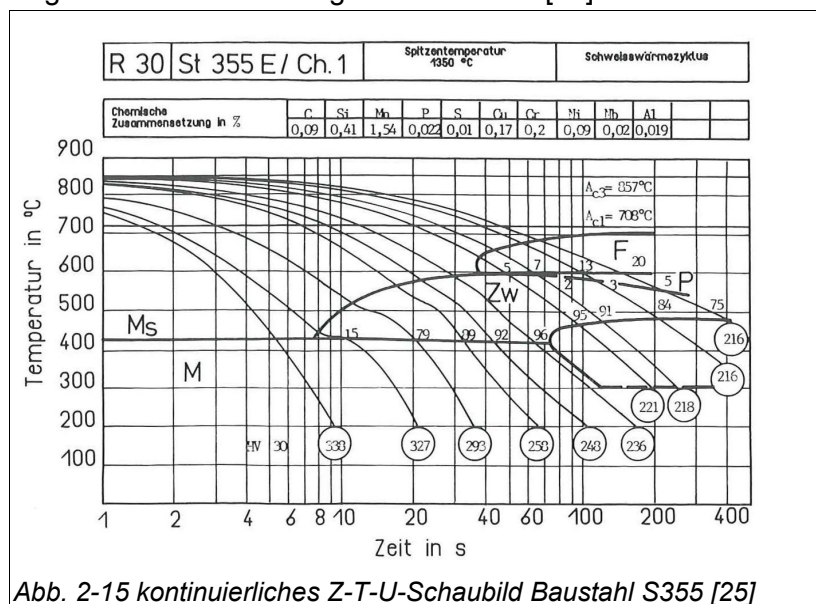 R 30 St 355 E / Ch. 1 Spitzentemperatur 1350 °C Schweisswärmezyklus
Chemische Zusammensetzung in %
C Si Mn P S Cu Cr Ni Nb Al
0,09 0,41 1,54 0,022 0,01 0,17 0,2 0,09 0,02 0,019
Temperatur in °C
900
800
700
600
500
400
300
200
100
Ac3= 857°C
Ac1= 708°C
F
5 7 13 20
Zw 2 3 5 P
95 91 84 75
Ms
15 79 89 92 96
M
216
216
221 218
HV 30 338 327 293 258 248 236
1 2 4 6 8 10 20 40 60 100 200 400
Zeit in s
Abb. 2-15 kontinuierliches Z-T-U-Schaubild Baustahl S355 [25]